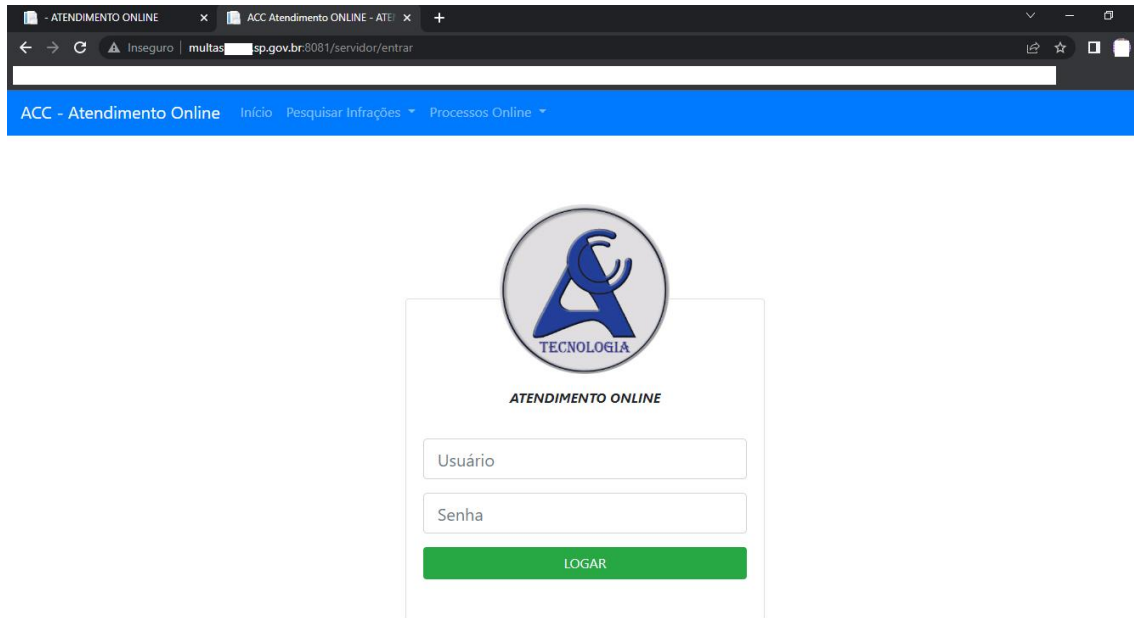 - ATENDIMENTO ONLINE
ACC Atendimento ONLINE - ATE
Inseguro | multas .sp.gov.br:8081/servidor/entrar
ACC - Atendimento Online Início Pesquisar Infrações Processos Online
TECNOLOGIA
ATENDIMENTO ONLINE
Usuário
Senha
LOGAR